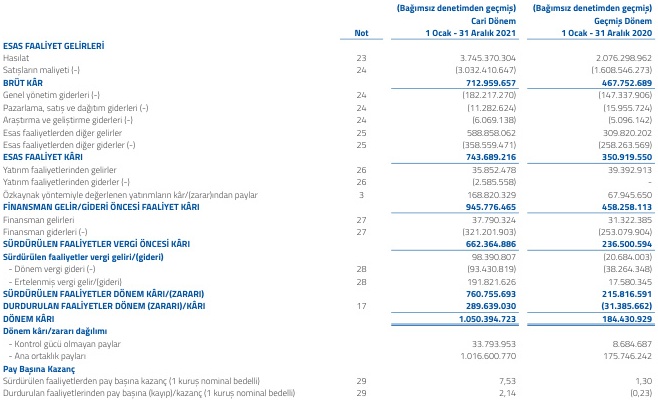 (Bağımsız denetimden geçmiş) (Bağımsız denetimden geçmiş)
Cari Dönem Geçmiş Dönem
Not 1 Ocak - 31 Aralık 2021 1 Ocak - 31 Aralık 2020
ESAS FAALİYET GELİRLERİ
Hasılat 23 3.745.370.304 2.076.298.962
Satışların maliyeti (-) 24 (3.032.410.647) (1.608.546.273)
BRÜT KÂR 712.959.657 467.752.689
Genel yönetim giderleri (-) 24 (182.217.270) (147.337.906)
Pazarlama, satış ve dağıtım giderleri (-) 24 (11.282.624) (15.955.724)
Araştırma ve geliştirme giderleri (-) 24 (6.069.138) (5.096.142)
Esas faaliyetlerden diğer gelirler 25 588.858.062 309.820.202
Esas faaliyetlerden diğer giderler (-) 25 (358.559.471) (258.263.569)
ESAS FAALİYET KÂRI 743.689.216 350.919.550
Yatırım faaliyetlerinden gelirler 26 35.852.478 39.392.913
Yatırım faaliyetlerinden giderler (-) 26 (2.585.558) -
Özkaynak yöntemiyle değerlenen yatırımların kâr/(zarar)ından paylar 3 168.820.329 67.945.650
FİNANSMAN GELİR/GİDERİ ÖNCESİ FAALİYET KÂRI 945.776.465 458.258.113
Finansman gelirleri 27 37.790.324 31.322.385
Finansman giderleri (-) 27 (321.201.903) (253.079.904)
SÜRDÜRÜLEN FAALİYETLER VERGİ ÖNCESİ KÂRI 662.364.886 236.500.594
Sürdürülen faaliyetler vergi geliri/(gideri) 98.390.807 (20.684.003)
- Dönem vergi gideri (-) 28 (93.430.819) (38.264.348)
- Ertelenmiş vergi gelir/(gideri) 28 191.821.626 17.580.345
SÜRDÜRÜLEN FAALİYETLER DÖNEM KÂRI/(ZARARI) 760.755.693 215.816.591
DURDURULAN FAALİYETLER DÖNEM (ZARARI)/KÂRI 17 289.639.030 (31.385.662)
DÖNEM KÂRI 1.050.394.723 184.430.929
Dönem kârı/zararı dağılımı
- Kontrol gücü olmayan paylar 33.793.953 8.684.687
- Ana ortaklık payları 1.016.600.770 175.746.242
Pay Başına Kazanç
Sürdürülen faaliyetlerden pay başına kazanç (1 kuruş nominal bedelli) 29 7,53 1,30
Durdurulan faaliyetlerinden pay başına (kayıp)/kazanç (1 kuruş nominal bedelli) 29 2,14 (0,23)